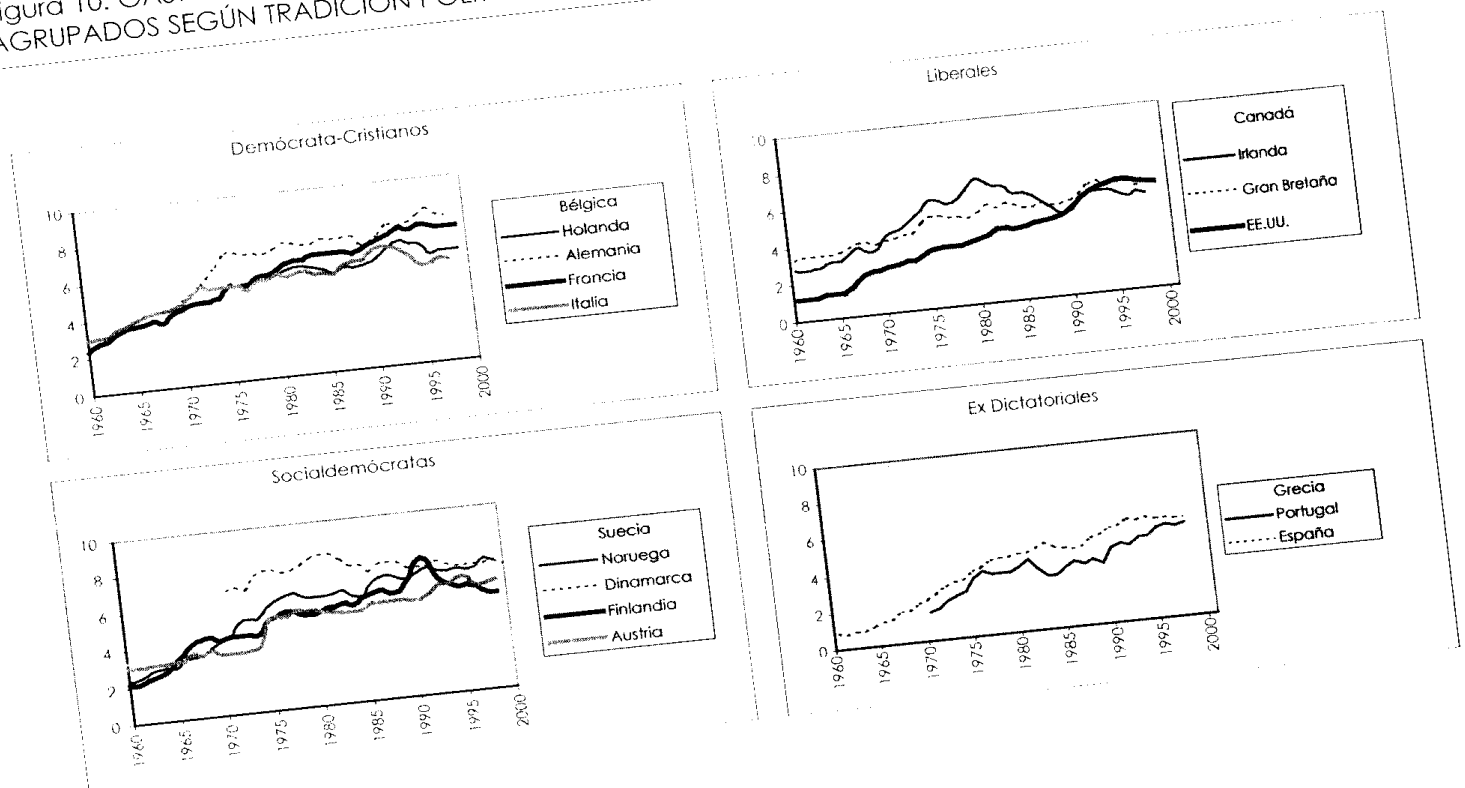 AGRUPADOS SEGÚN TRADICIÓN
Demócrata-Cristianos
10
8
6
4
2
0
1960
1965
1970
1975
1980
1985
1990
1995
2000
Bélgica
Holanda
Alemania
Francia
Italia
Liberales
10
8
6
4
2
0
1960
1965
1970
1975
1980
1985
1990
1995
2000
Canadá
Irlanda
Gran Bretaña
EE.UU.
Socialdemócratas
10
8
6
4
2
0
1960
1965
1970
1975
1980
1985
1990
1995
2000
Suecia
Noruega
Dinamarca
Finlandia
Austria
Ex Dictatoriales
10
8
6
4
2
0
1960
1965
1970
1975
1980
1985
1990
1995
2000
Grecia
Portugal
España